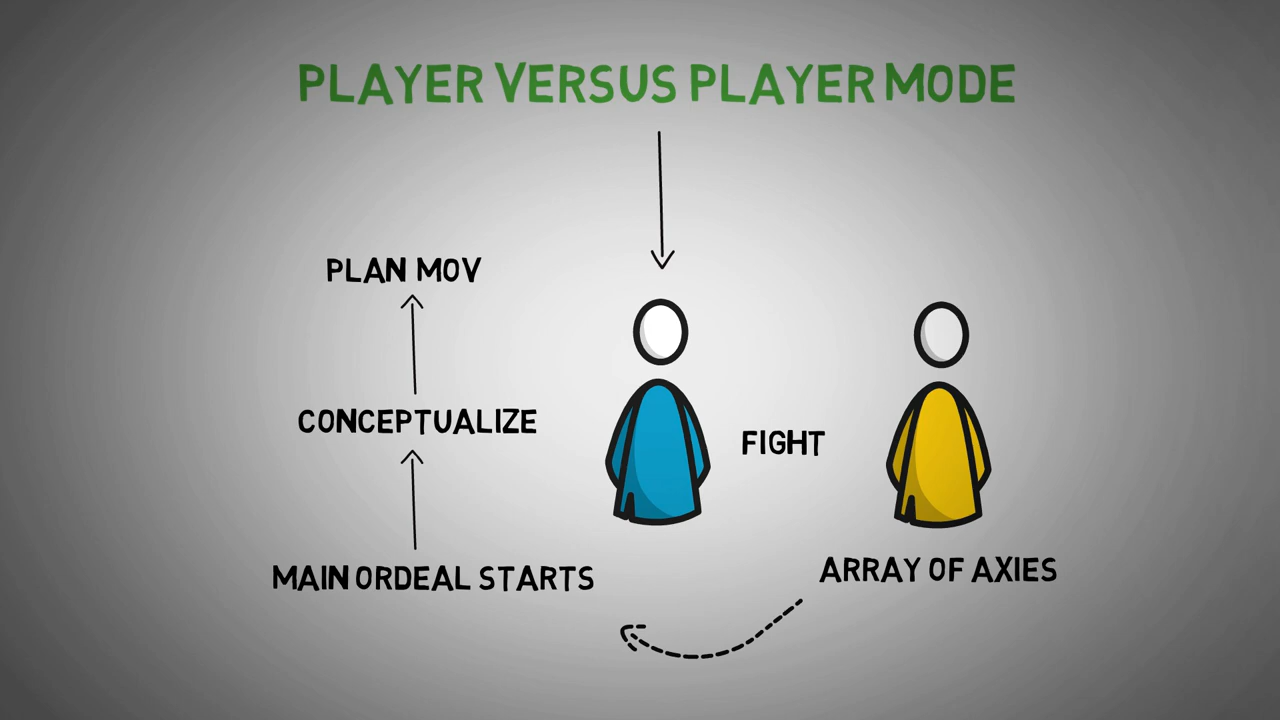 PLAYER VERSUS PLAYER MODE
PLAN MOV
CONCEPTUALIZE
FIGHT
MAIN ORDEAL STARTS
ARRAY OF AXIES